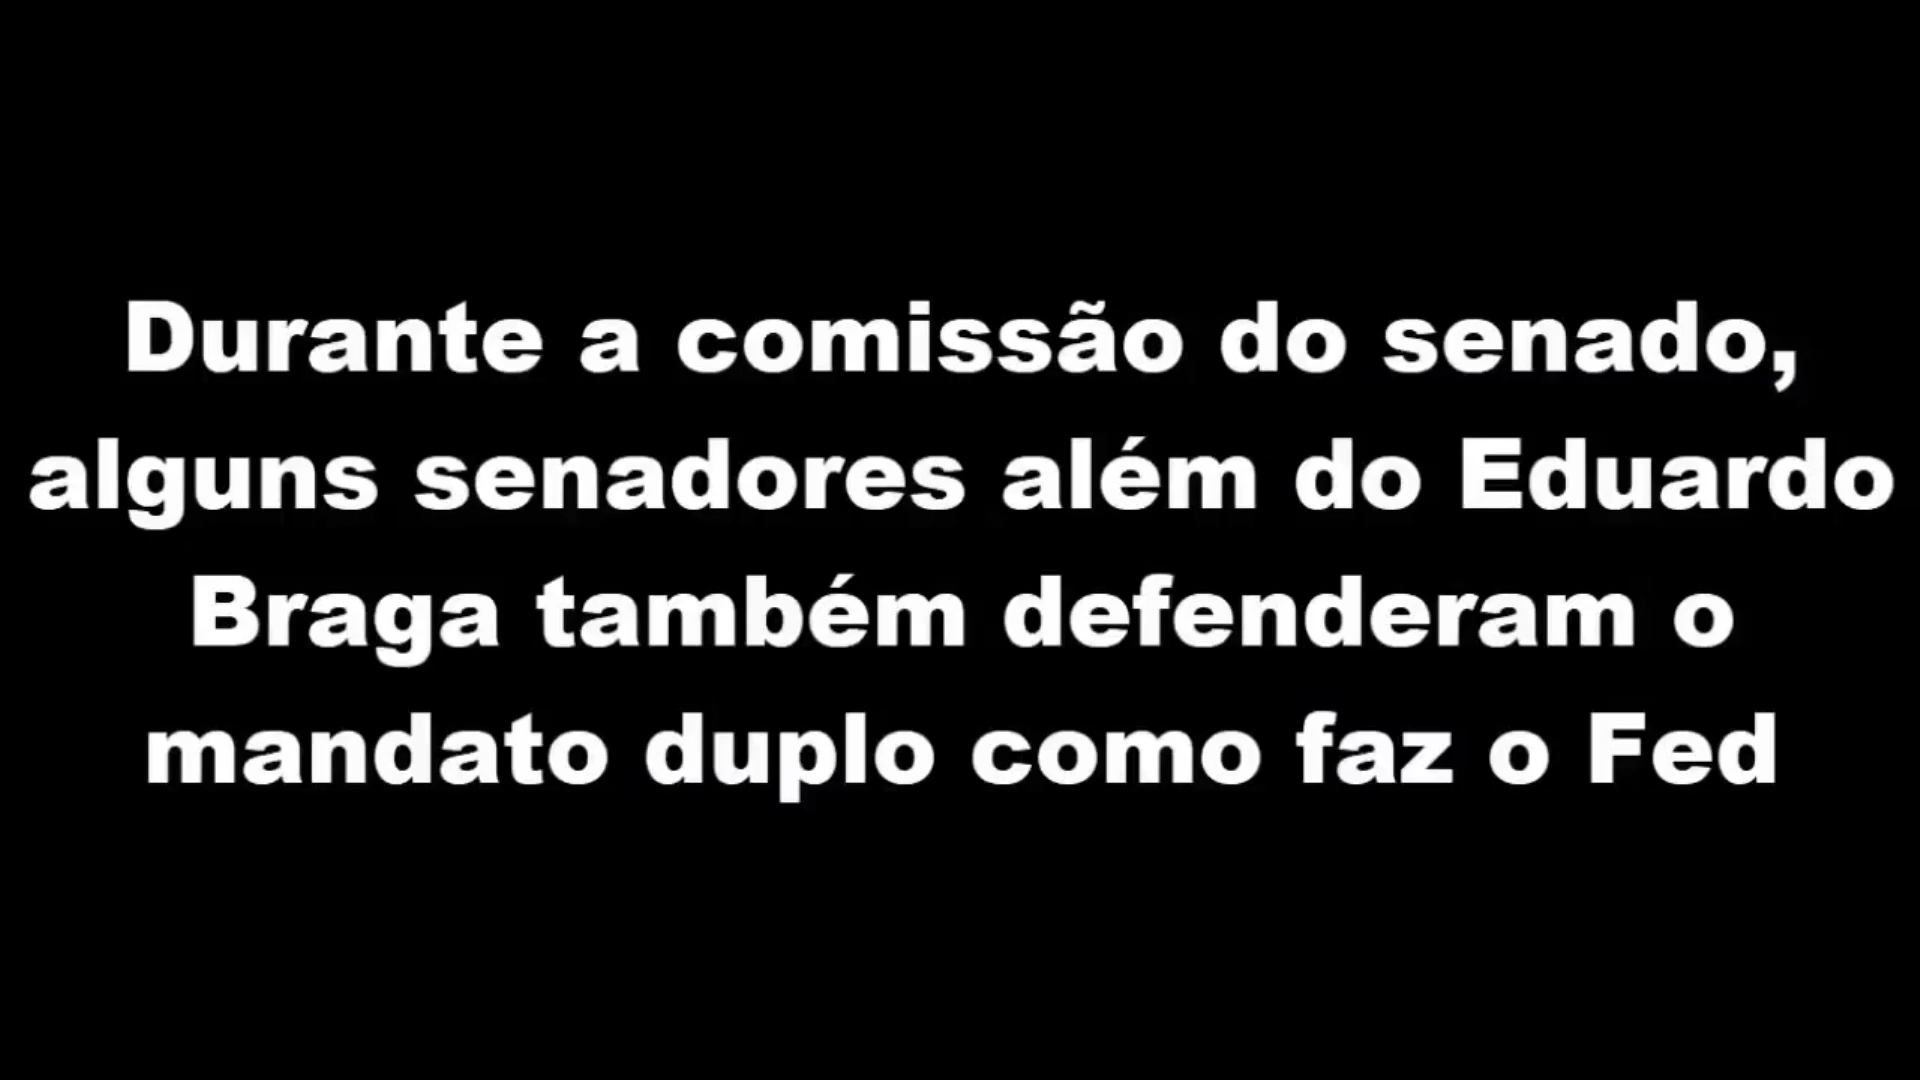 Durante a comissão do senado,
alguns senadores além do Eduardo
Braga também defenderam o
mandato duplo como faz o Fed